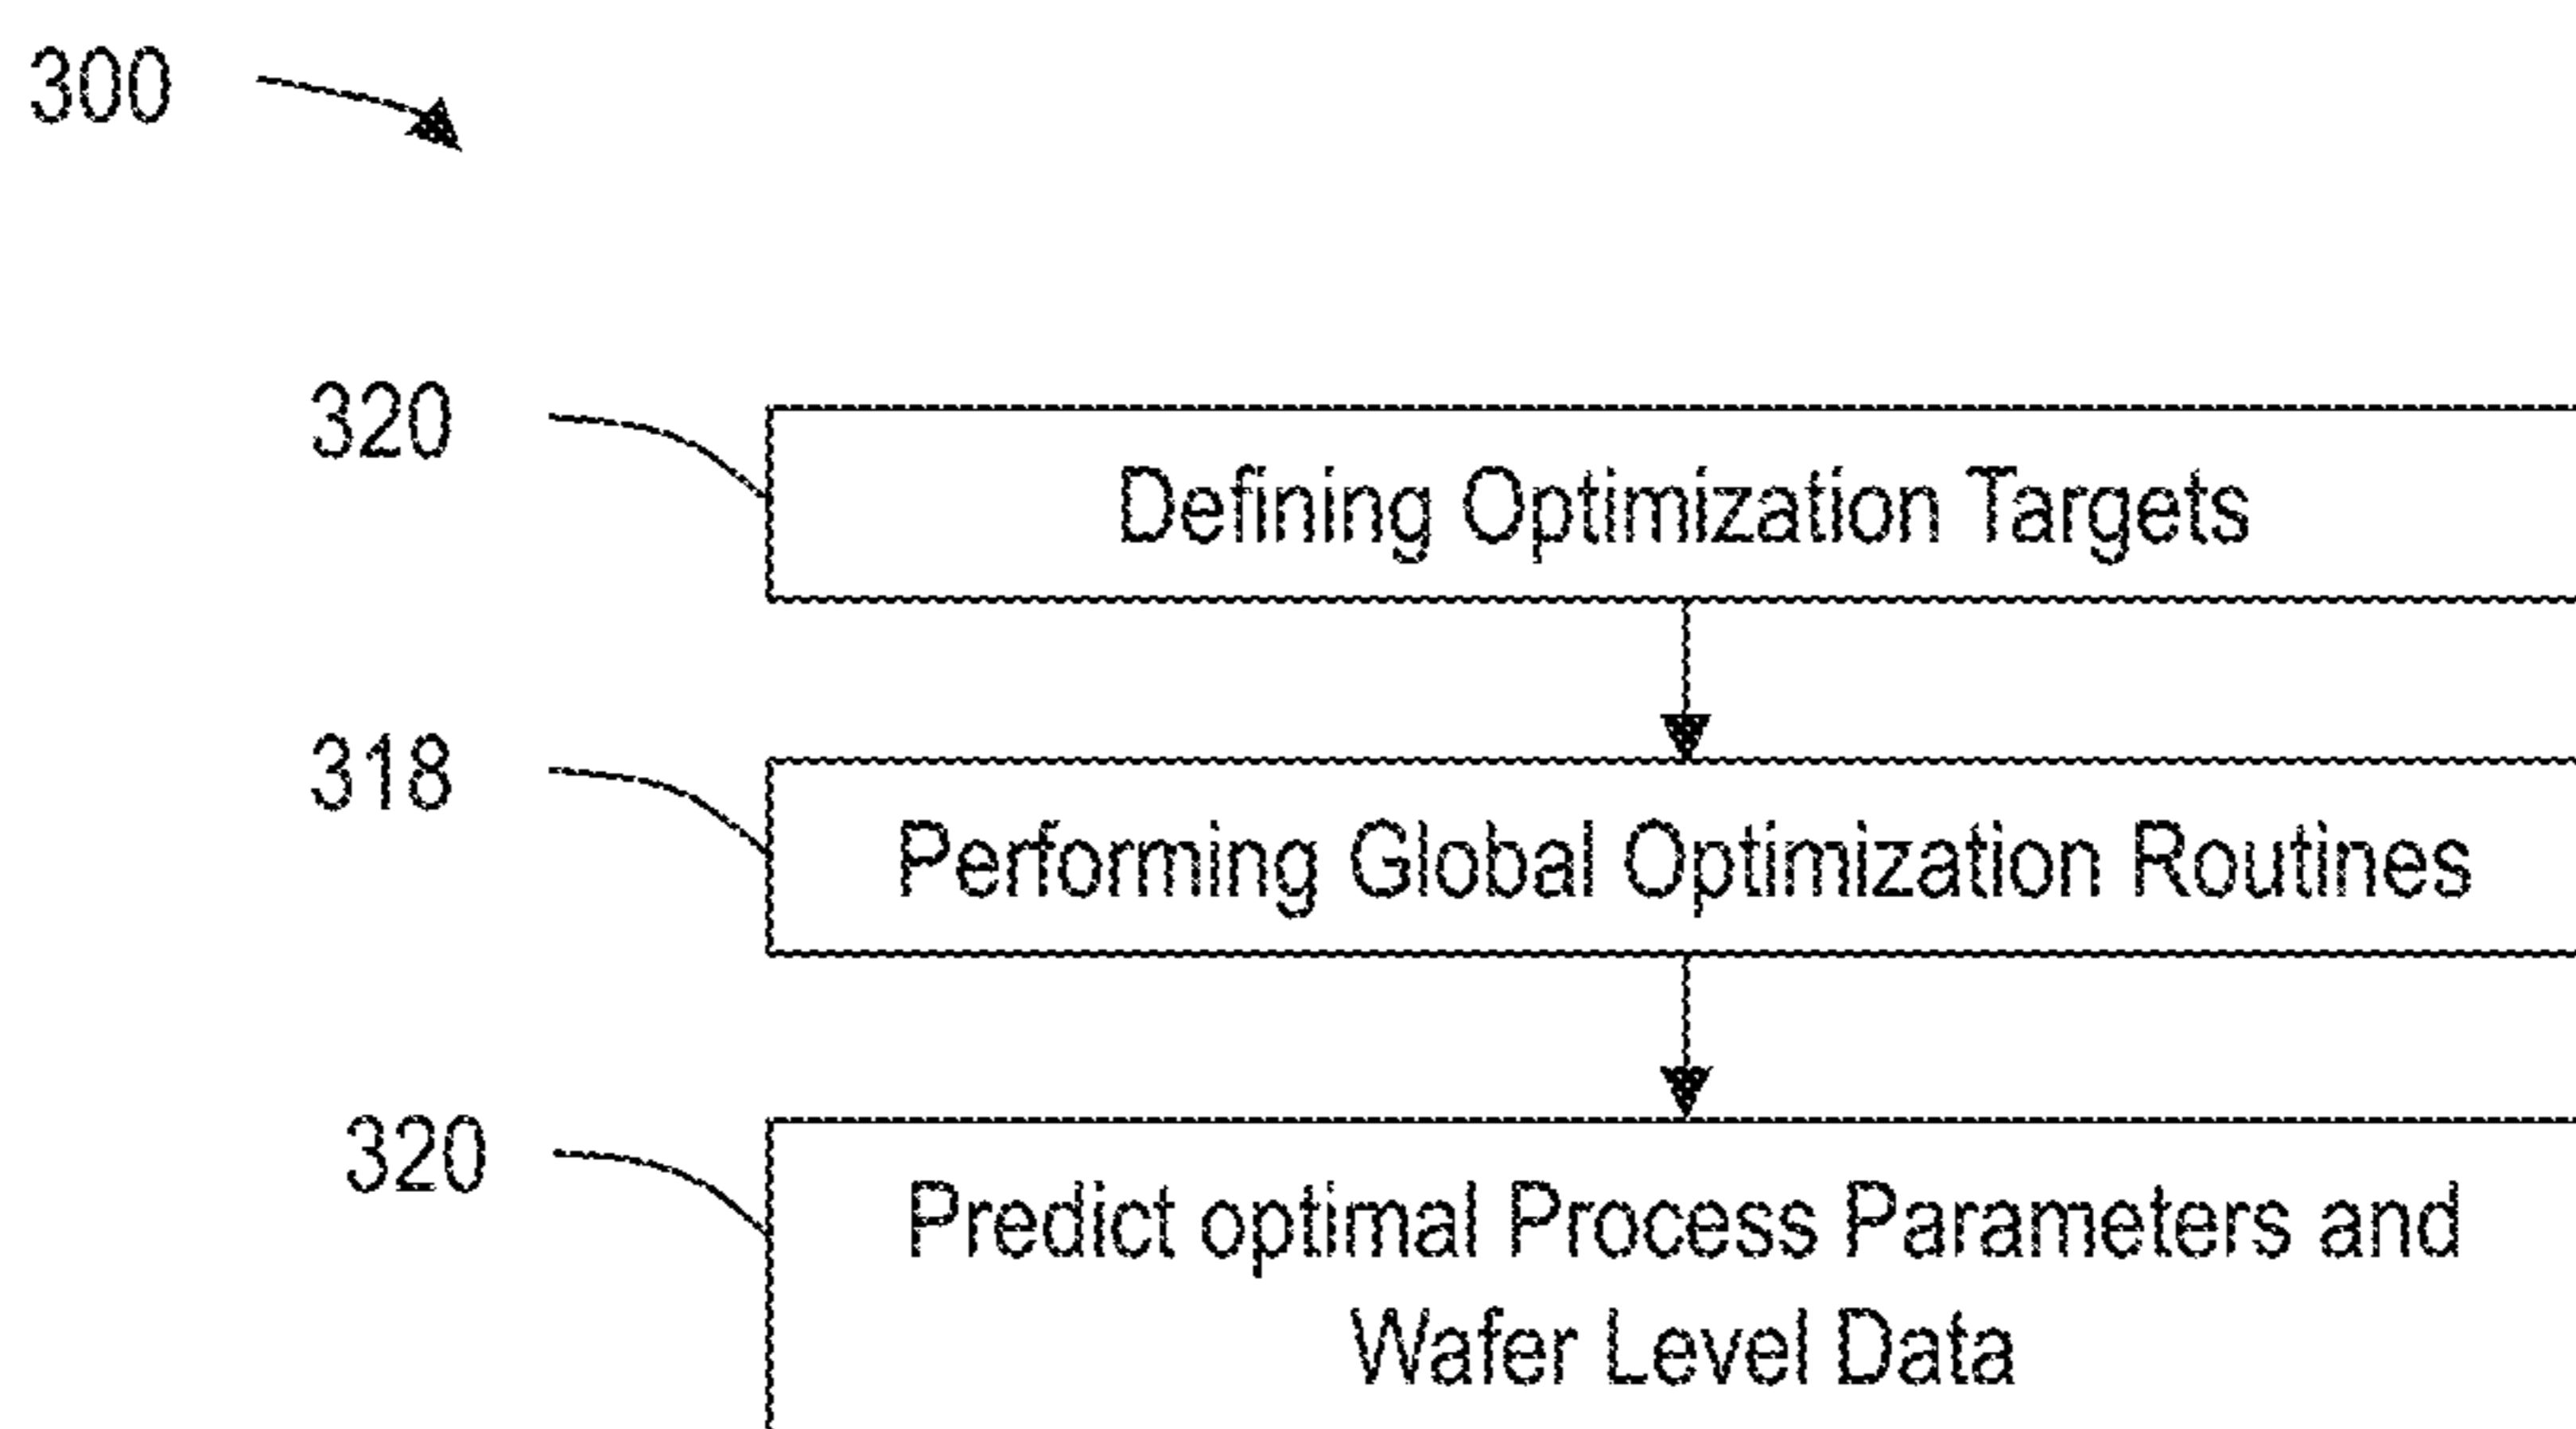 300
320
Defining Optimization Targets
318
Performing Global Optimization Routines
320
Predict optimal Process Parameters and
Wafer Level Data